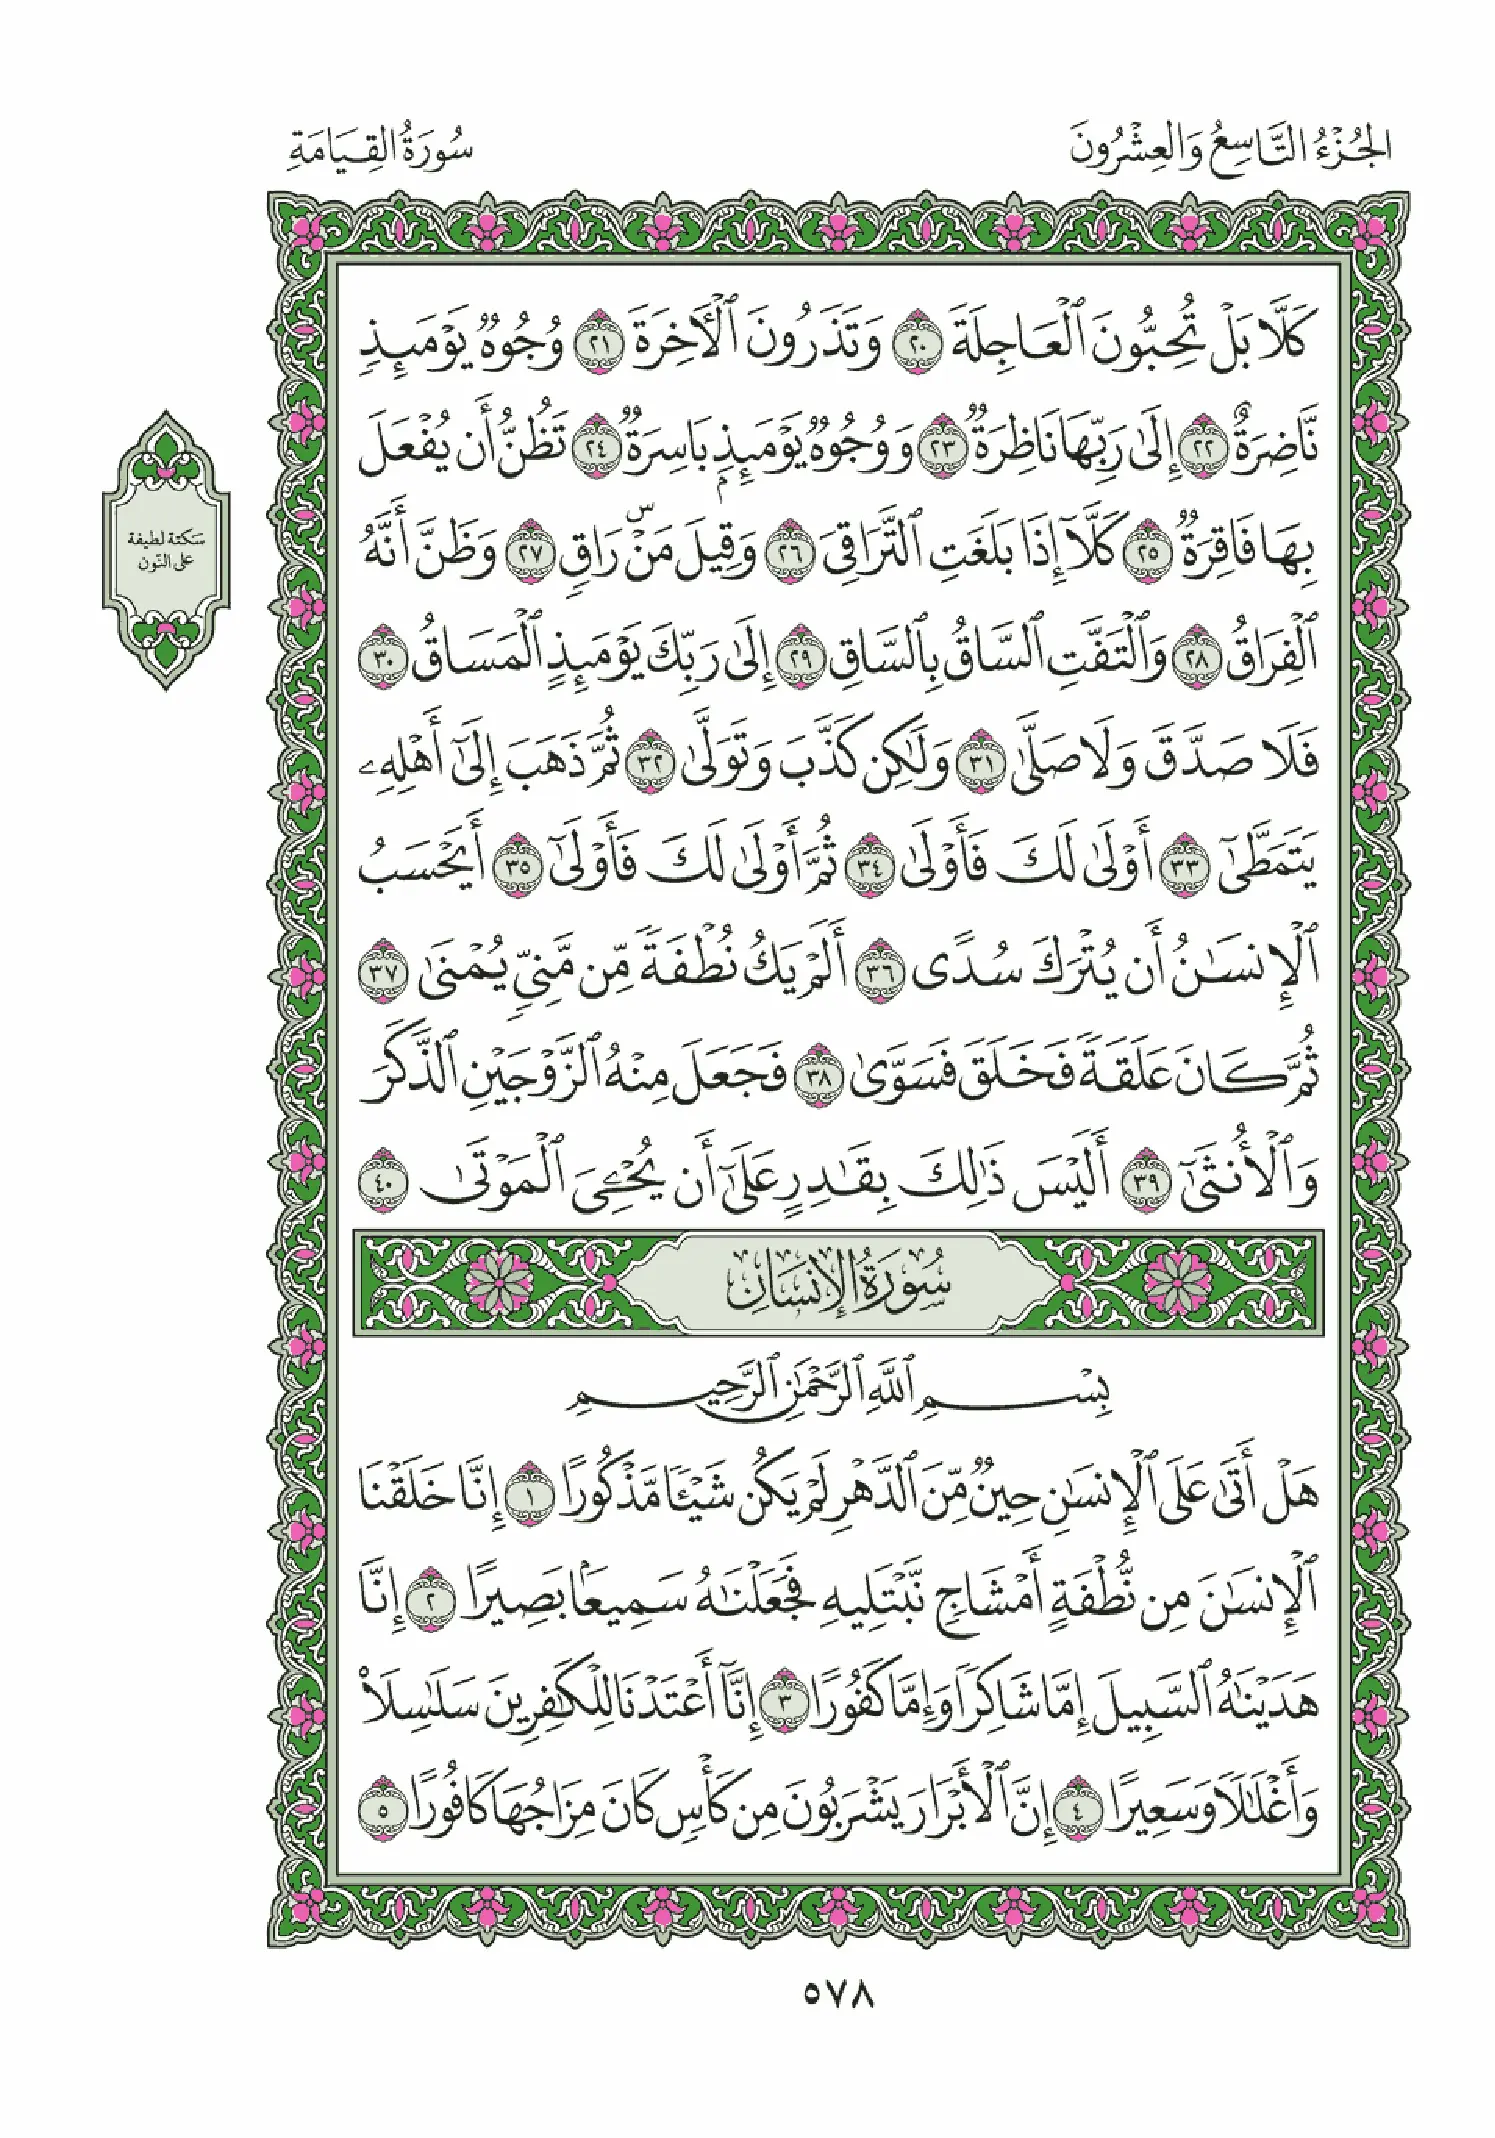 الجُزْءُ التَّاسِعُ وَالعِشْرُونَ
سُورَةُ القِيَامَةِ
كَلَّا بَلْ تُحِبُّونَ ٱلْعَاجِلَةَ ٢٠ وَتَذَرُونَ ٱلْأٓخِرَةَ ٢١ وُجُوهٌ يَوْمَئِذٍ
نَّاضِرَةٌ ٢٢ إِلَىٰ رَبِّهَا نَاظِرَةٌ ٢٣ وَوُجُوهٌ يَوْمَئِذٍۭ بَاسِرَةٌ ٢٤ تَظُنُّ أَن يُفْعَلَ
بِهَا فَاقِرَةٌ ٢٥ كَلَّآ إِذَا بَلَغَتِ ٱلتَّرَاقِىَ ٢٦ وَقِيلَ مَنْۜ رَاقٍ ٢٧ وَظَنَّ أَنَّهُ
ٱلْفِرَاقُ ٢٨ وَٱلْتَفَّتِ ٱلسَّاقُ بِٱلسَّاقِ ٢٩ إِلَىٰ رَبِّكَ يَوْمَئِذٍ ٱلْمَسَاقُ ٣٠
فَلَا صَدَّقَ وَلَا صَلَّىٰ ٣١ وَلَٰكِن كَذَّبَ وَتَوَلَّىٰ ٣٢ ثُمَّ ذَهَبَ إِلَىٰٓ أَهْلِهِۦ
يَتَمَطَّىٰٓ ٣٣ أَوْلَىٰ لَكَ فَأَوْلَىٰ ٣٤ ثُمَّ أَوْلَىٰ لَكَ فَأَوْلَىٰٓ ٣٥ أَيَحْسَبُ
ٱلْإِنسَٰنُ أَن يُتْرَكَ سُدًى ٣٦ أَلَمْ يَكُ نُطْفَةً مِّن مَّنِىٍّ يُمْنَىٰ ٣٧
ثُمَّ كَانَ عَلَقَةً فَخَلَقَ فَسَوَّىٰ ٣٨ فَجَعَلَ مِنْهُ ٱلزَّوْجَيْنِ ٱلذَّكَرَ
وَٱلْأُنثَىٰٓ ٣٩ أَلَيْسَ ذَٰلِكَ بِقَٰدِرٍ عَلَىٰٓ أَن يُحْـِۧىَ ٱلْمَوْتَىٰ ٤٠
سُورَةُ الإِنسَانِ
بِسْمِ ٱللَّهِ ٱلرَّحْمَٰنِ ٱلرَّحِيمِ
هَلْ أَتَىٰ عَلَى ٱلْإِنسَٰنِ حِينٌ مِّنَ ٱلدَّهْرِ لَمْ يَكُن شَيْـًٔا مَّذْكُورًا ١ إِنَّا خَلَقْنَا
ٱلْإِنسَٰنَ مِن نُّطْفَةٍ أَمْشَاجٍ نَّبْتَلِيهِ فَجَعَلْنَٰهُ سَمِيعًۢا بَصِيرًا ٢ إِنَّا
هَدَيْنَٰهُ ٱلسَّبِيلَ إِمَّا شَاكِرًا وَإِمَّا كَفُورًا ٣ إِنَّآ أَعْتَدْنَا لِلْكَٰفِرِينَ سَلَٰسِلَا۟
وَأَغْلَٰلًا وَسَعِيرًا ٤ إِنَّ ٱلْأَبْرَارَ يَشْرَبُونَ مِن كَأْسٍ كَانَ مِزَاجُهَا كَافُورًا ٥
سَكتة لطيفة
على النّون
٥٧٨